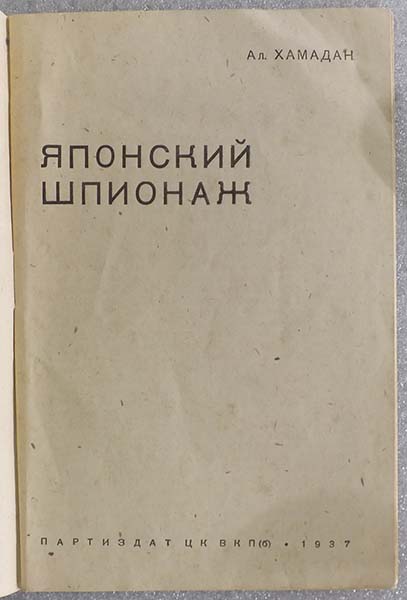 Ал. ХАМАДАН
ЯПОНСКИЙ
ШПИОНАЖ
ПАРТИЗДАТ ЦК ВКП(б) • 1937